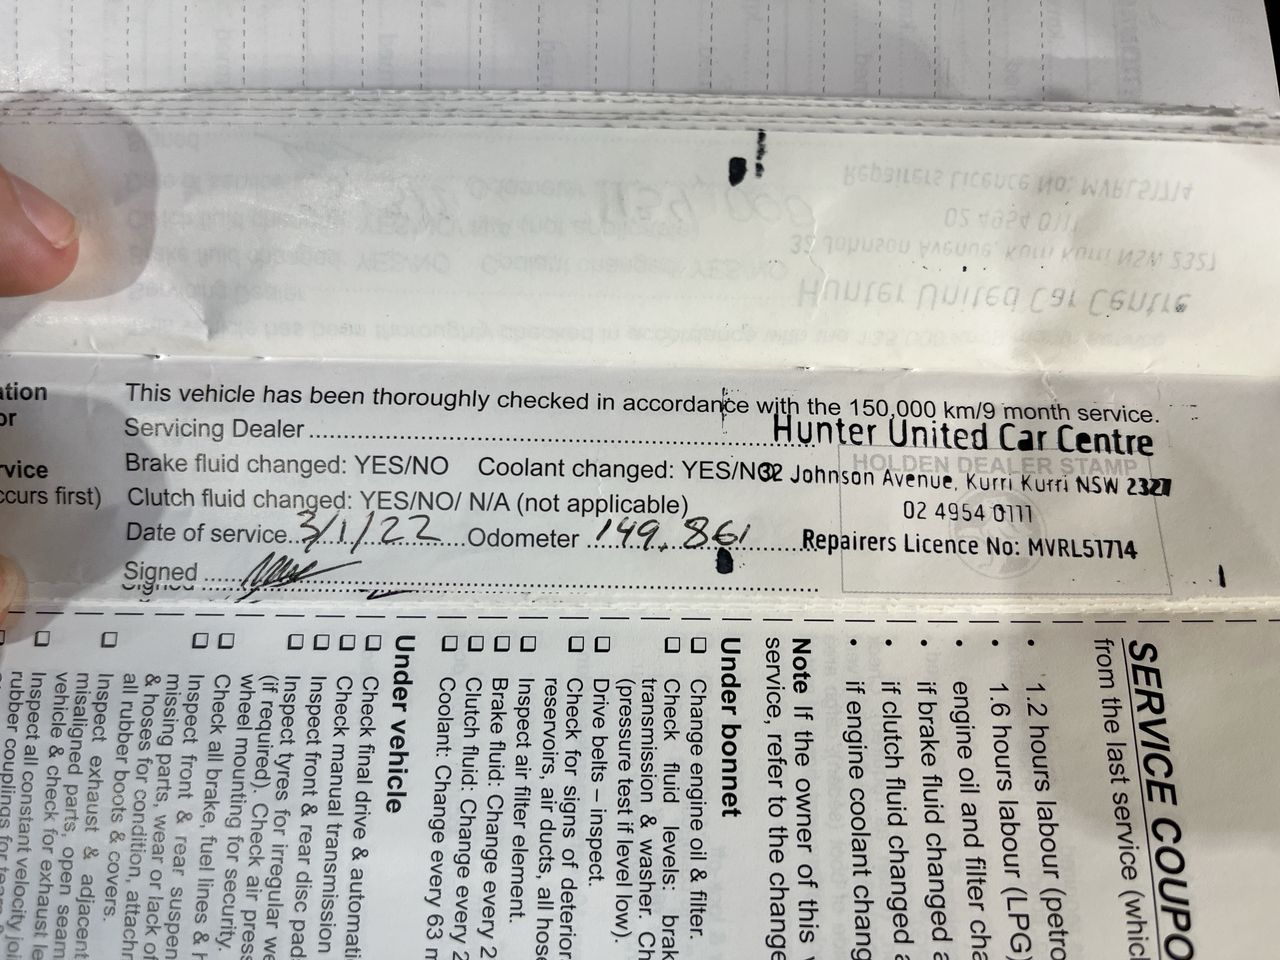 This vehicle has been thoroughly checked in accordance with the 150,000 km/9 month service.
Servicing Dealer
Hunter United Car Centre
HOLDEN DEALER STAMP
Brake fluid changed: YES/NO Coolant changed: YES/NO
32 Johnson Avenue, Kurri Kurri NSW 2327
Clutch fluid changed: YES/NO/ N/A (not applicable)
02 4954 0111
Date of service 3/1/22 Odometer 149,861
Repairers Licence No: MVRL51714
Signed
Signed
ation
or
rvice
ccurs first)
SERVICE COUPO
from the last service (whic
• 1.2 hours labour (petro
• 1.6 hours labour (LPG)
• engine oil and filter cha
• if brake fluid changed a
• if clutch fluid changed a
• if engine coolant chang
Note If the owner of this v
service, refer to the change
Under bonnet
Change engine oil & filter.
Check fluid levels: brak
transmission & washer. Ch
(pressure test if level low).
Drive belts – inspect.
Check for signs of deterior
reservoirs, air ducts, all hose
Inspect air filter element.
Brake fluid: Change every 2
Clutch fluid: Change every 2
Coolant: Change every 63 m
Under vehicle
Check final drive & automati
Check manual transmission
Inspect front & rear disc pad
Inspect tyres for irregular we
(if required). Check air press
wheel mounting for security.
Check all brake, fuel lines & h
Inspect front & rear suspen
missing parts, wear or lack of
& hoses for condition, attachm
all rubber boots & covers.
Inspect exhaust & adjacent
misaligned parts, open seam
vehicle & check for exhaust le
Inspect all constant velocity joi
rubber couplings for